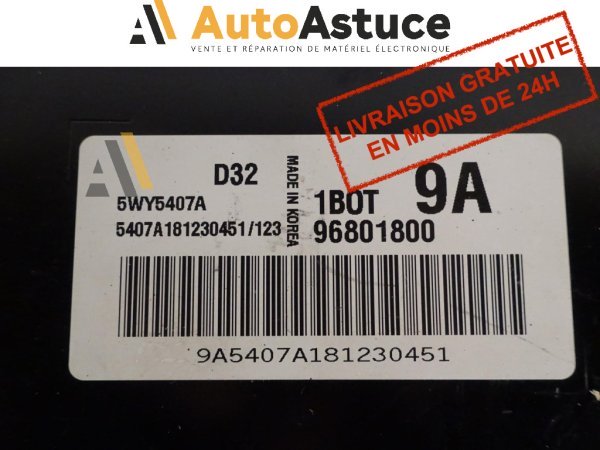 AutoAstuce
VENTE ET RÉPARATION DE MATÉRIEL ÉLECTRONIQUE
LIVRAISON GRATUITE
EN MOINS DE 24H
D32
MADE IN KOREA
1BOT
9A
5WY5407A
5407A181230451/123
96801800
9A5407A181230451